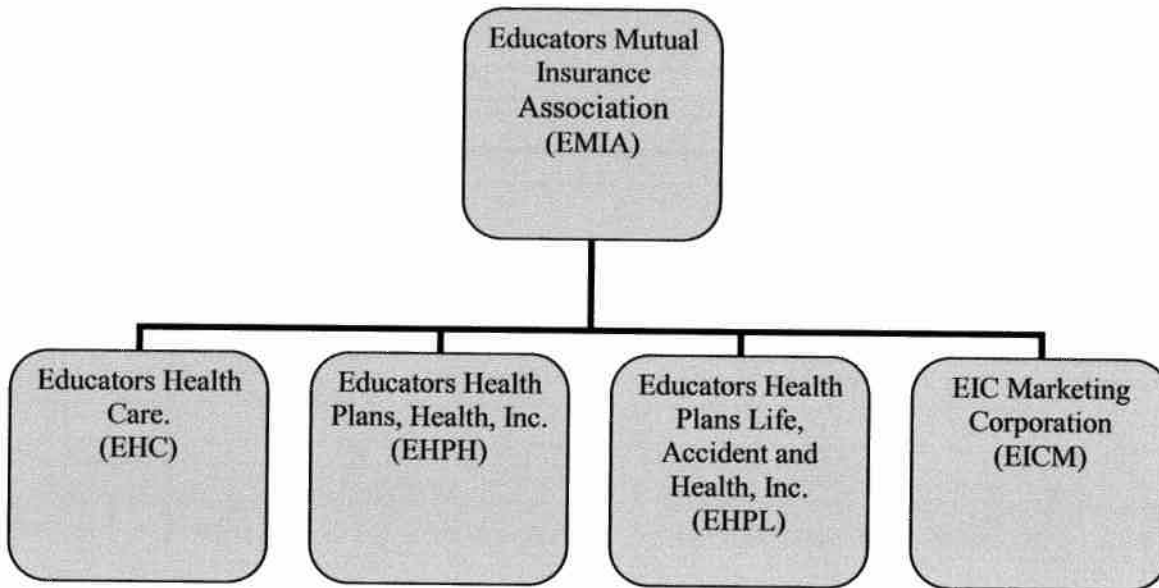 Educators Mutual
Insurance
Association
(EMIA)
Educators Health
Care.
(EHC)
Educators Health
Plans, Health, Inc.
(EHPH)
Educators Health
Plans Life,
Accident and
Health, Inc.
(EHPL)
EIC Marketing
Corporation
(EICM)